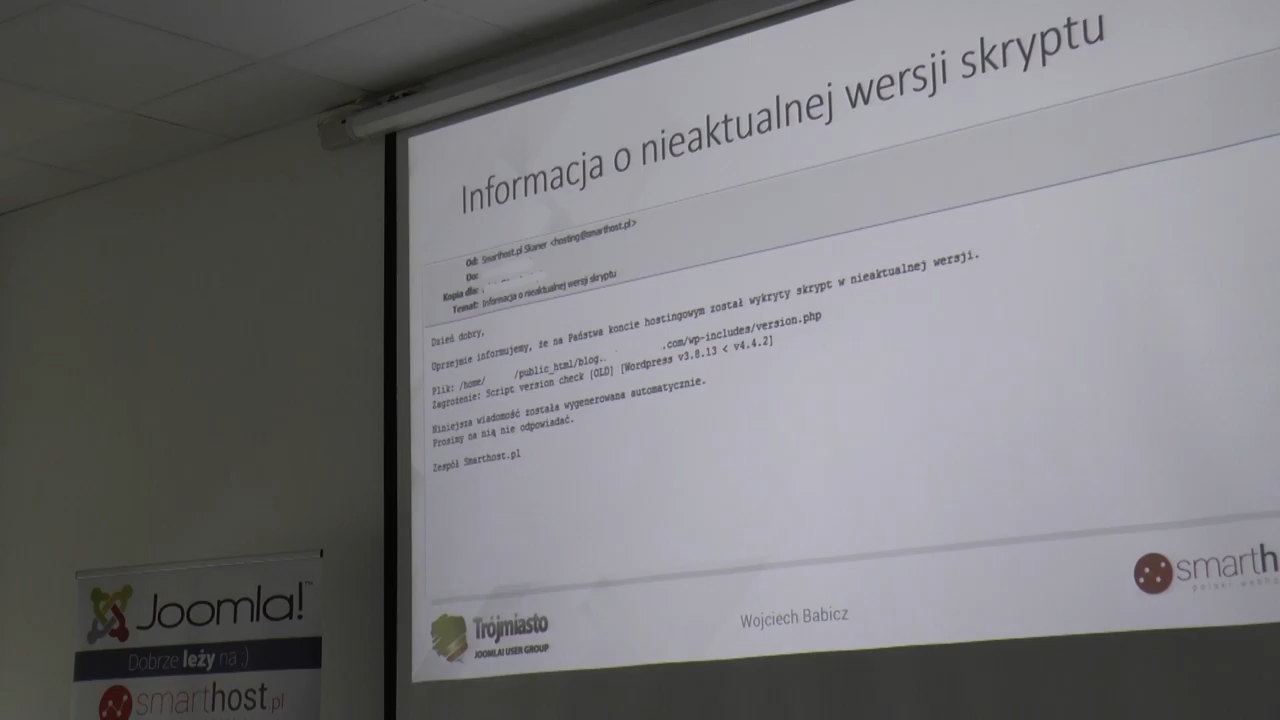 Informacja o nieaktualnej wersji skryptu
Od: Smarthost.pl Skaner <hosting@smarthost.pl>
Do:
Kopia dla:
Temat: Informacja o nieaktualnej wersji skryptu
Dzień dobry,
Uprzejmie informujemy, że na Państwa koncie hostingowym został wykryty skrypt w nieaktualnej wersji.
Plik: /home/ /public_html/blog. .com/wp-includes/version.php
Zagrożenie: Script version check [OLD] [Wordpress v3.8.13 < v4.4.2]
Niniejsza wiadomość została wygenerowana automatycznie.
Prosimy na nią nie odpowiadać.
Zespół Smarthost.pl
Trójmiasto
JOOMLA! USER GROUP
Wojciech Babicz
smarth
Joomla!™
Dobrze leży na ;)
smarthost.pl